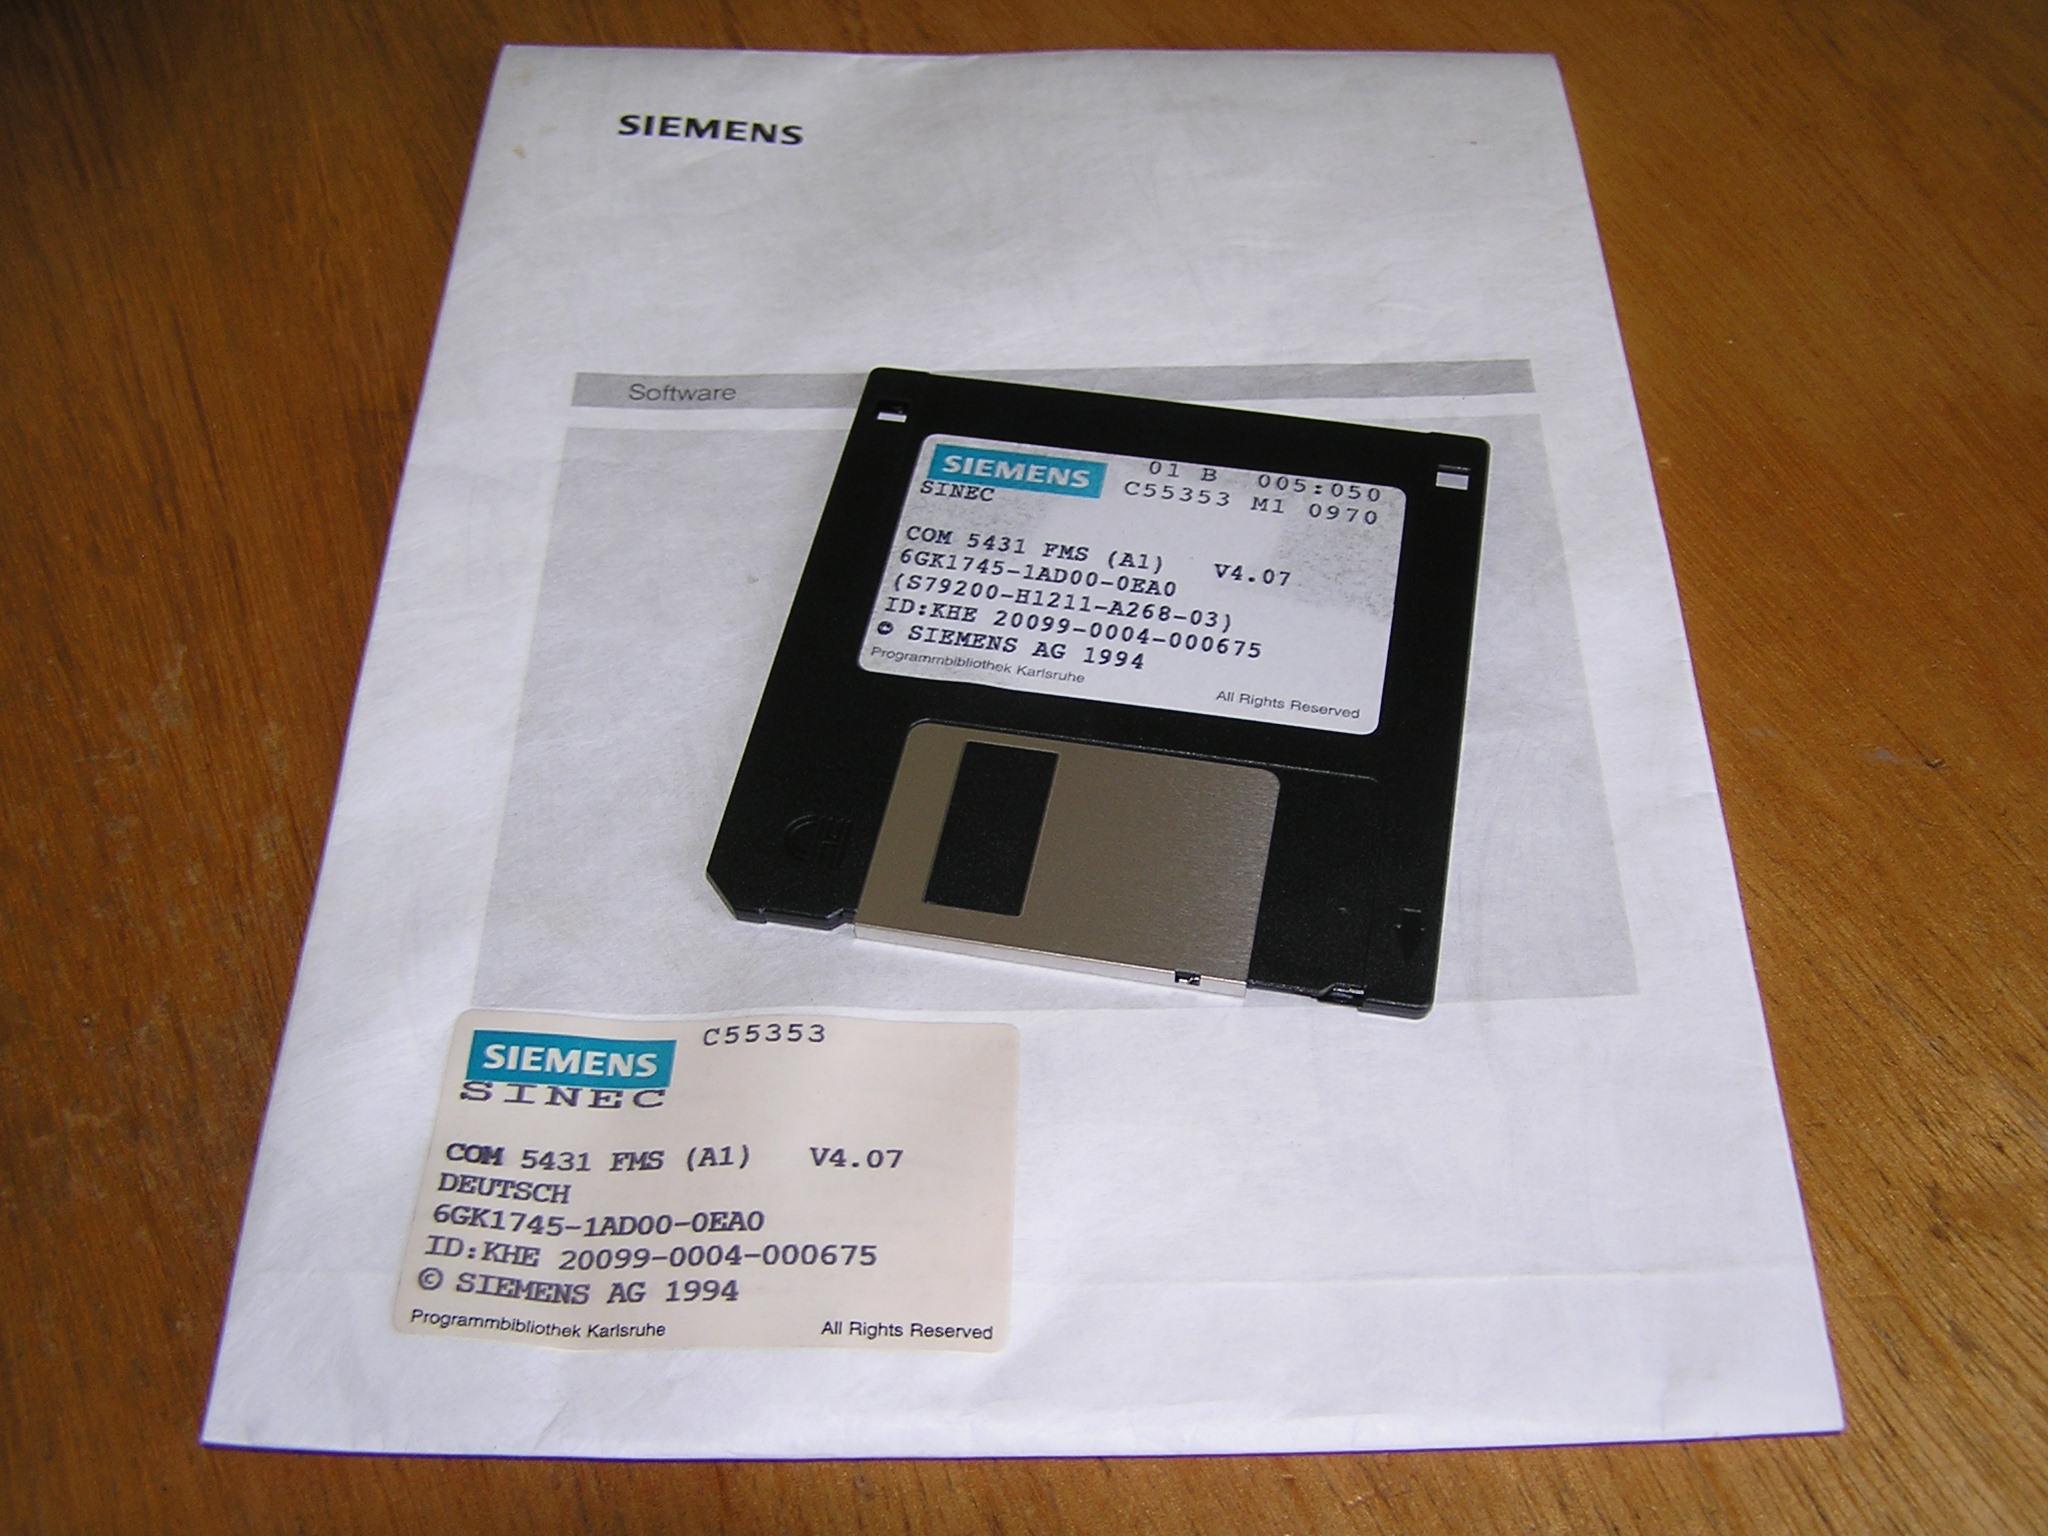 SIEMENS
Software
SIEMENS 01 B 005:050
SINEC C55353 M1 0970
COM 5431 FMS (A1) V4.07
6GK1745-1AD00-0EA0
(S79200-H1211-A268-03)
ID:KHE 20099-0004-000675
© SIEMENS AG 1994
Programmbibliothek Karlsruhe All Rights Reserved
SIEMENS C55353
SINEC
COM 5431 FMS (A1) V4.07
DEUTSCH
6GK1745-1AD00-0EA0
ID:KHE 20099-0004-000675
© SIEMENS AG 1994
Programmbibliothek Karlsruhe All Rights Reserved